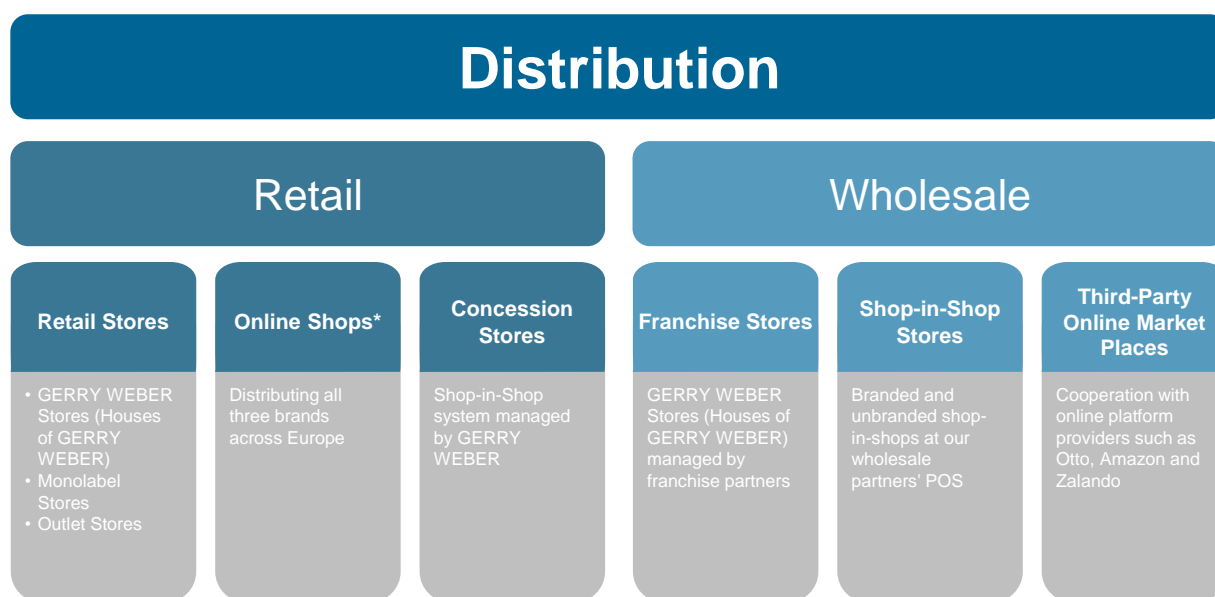 Distribution
Retail
Wholesale
Retail Stores
Online Shops*
Concession
Stores
Franchise Stores
Shop-in-Shop
Stores
Third-Party
Online Market
Places
• GERRY WEBER
Stores (Houses
of GERRY
WEBER)
• Monolabel
Stores
• Outlet Stores
Distributing all
three brands
across Europe
Shop-in-Shop
system managed
by GERRY
WEBER
GERRY WEBER
Stores (Houses of
GERRY WEBER)
managed by
franchise partners
Branded and
unbranded shop-
in-shops at our
wholesale
partners’ POS
Cooperation with
online platform
providers such as
Otto, Amazon and
Zalando